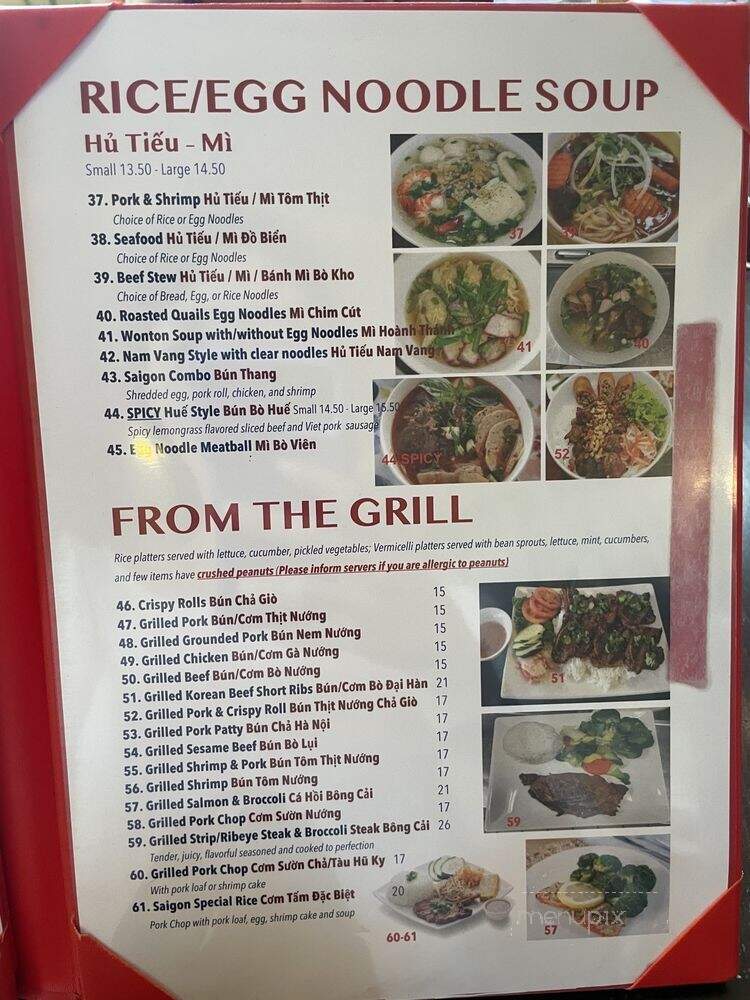 RICE/EGG NOODLE SOUP
Hủ Tiếu - Mì
Small 13.50 - Large 14.50
37. Pork & Shrimp Hủ Tiếu / Mì Tôm Thịt
Choice of Rice or Egg Noodles
38. Seafood Hủ Tiếu / Mì Đồ Biển
Choice of Rice or Egg Noodles
39. Beef Stew Hủ Tiếu / Mì / Bánh Mì Bò Kho
Choice of Bread, Egg, or Rice Noodles
40. Roasted Quails Egg Noodles Mì Chim Cút
41. Wonton Soup with/without Egg Noodles Mì Hoành Thánh
42. Nam Vang Style with clear noodles Hủ Tiếu Nam Vang
43. Saigon Combo Bún Thang
Shredded egg, pork roll, chicken, and shrimp
44. SPICY Huế Style Bún Bò Huế Small 14.50 - Large 15.50
Spicy lemongrass flavored sliced beef and Viet pork sausage
45. Egg Noodle Meatball Mì Bò Viên
37
39
41
40
44 SPICY
52
FROM THE GRILL
Rice platters served with lettuce, cucumber, pickled vegetables; Vermicelli platters served with bean sprouts, lettuce, mint, cucumbers,
and few items have crushed peanuts (Please inform servers if you are allergic to peanuts)
46. Crispy Rolls Bún Chả Giò 15
47. Grilled Pork Bún/Cơm Thịt Nướng 15
48. Grilled Grounded Pork Bún Nem Nướng 15
49. Grilled Chicken Bún/Cơm Gà Nướng 15
50. Grilled Beef Bún/Cơm Bò Nướng 15
51. Grilled Korean Beef Short Ribs Bún/Cơm Bò Đại Hàn 21
52. Grilled Pork & Crispy Roll Bún Thịt Nướng Chả Giò 17
53. Grilled Pork Patty Bún Chả Hà Nội 17
54. Grilled Sesame Beef Bún Bò Lụi 17
55. Grilled Shrimp & Pork Bún Tôm Thịt Nướng 17
56. Grilled Shrimp Bún Tôm Nướng 17
57. Grilled Salmon & Broccoli Cá Hồi Bông Cải 21
58. Grilled Pork Chop Cơm Sườn Nướng 17
59. Grilled Strip/Ribeye Steak & Broccoli Steak Bông Cải 26
Tender, juicy, flavorful seasoned and cooked to perfection
60. Grilled Pork Chop Cơm Sườn Chả/Tàu Hũ Ky 17
With pork loaf or shrimp cake
61. Saigon Special Rice Cơm Tấm Đặc Biệt 20
Pork Chop with pork loaf, egg, shrimp cake and soup
51
59
60-61
57
menupix